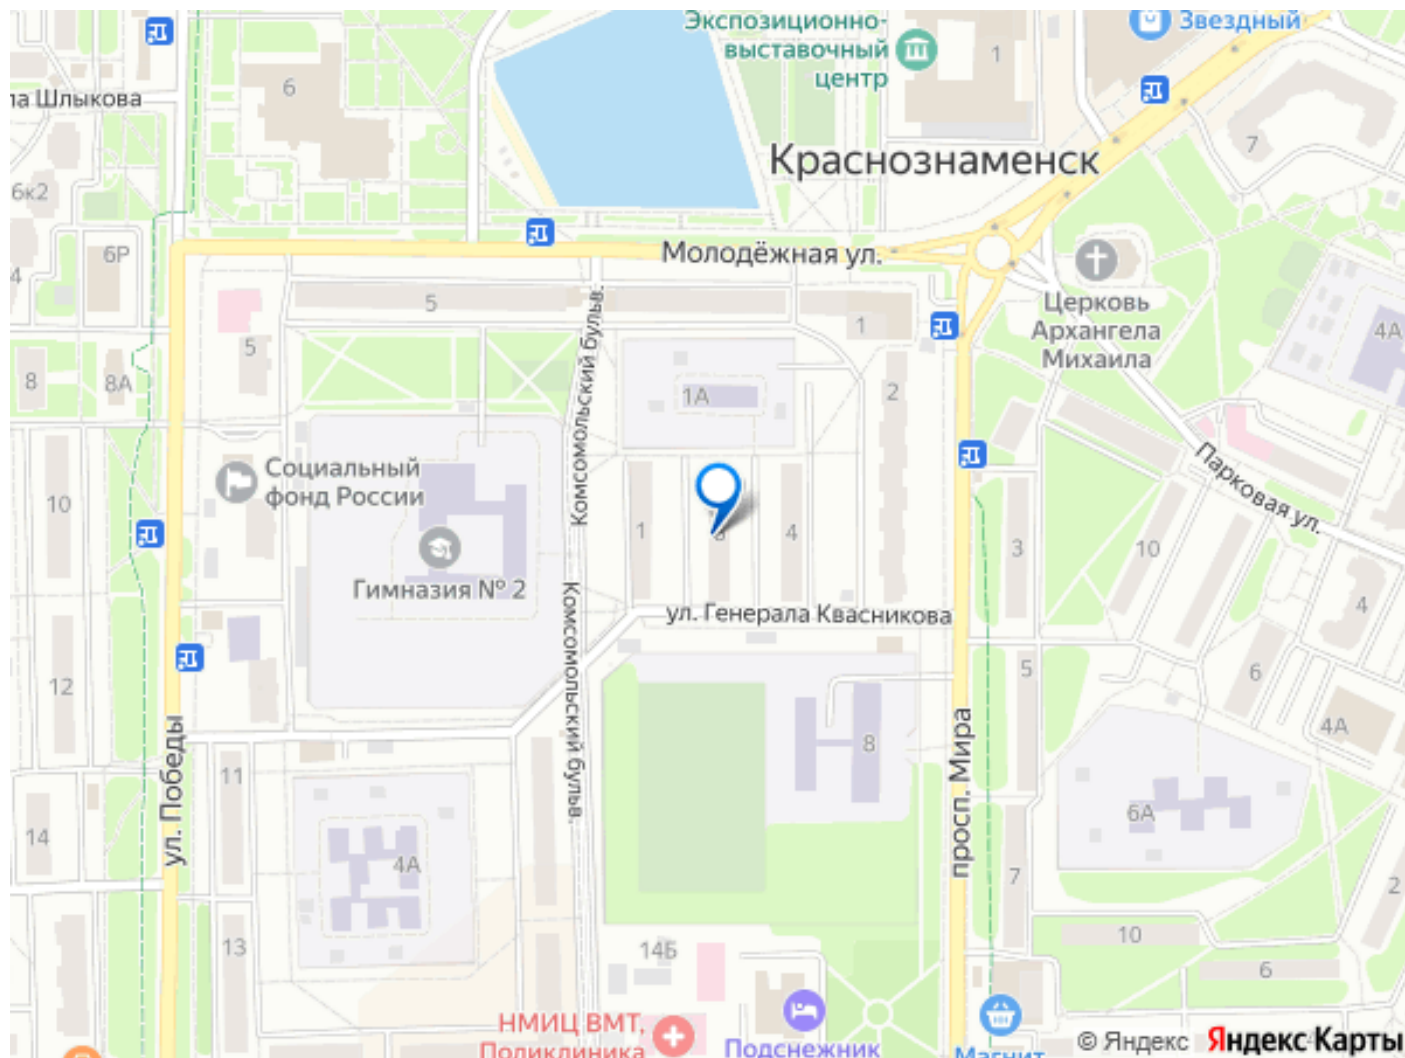 Экспозиционно-
выставочный
центр
1
Звездный
6
ла Шлыкова
7
Краснознаменск
6к2
6Р
Молодёжная ул.
4
5
Церковь
Архангела
Михаила
1
4А
5
8
8А
1А
2
Комсомольский бульв.
Социальный
фонд России
10
Парковая ул.
1
3
4
3
10
Гимназия № 2
ул. Генерала Квасникова
4
Комсомольский бульв.
12
5
6
ул. Победы
просп. Мира
4А
8
11
6А
14
4А
7
2
13
14Б
10
6
НМИЦ ВМТ,
Поликлиника
Подснежник
Магнит
© Яндекс Яндекс Карты